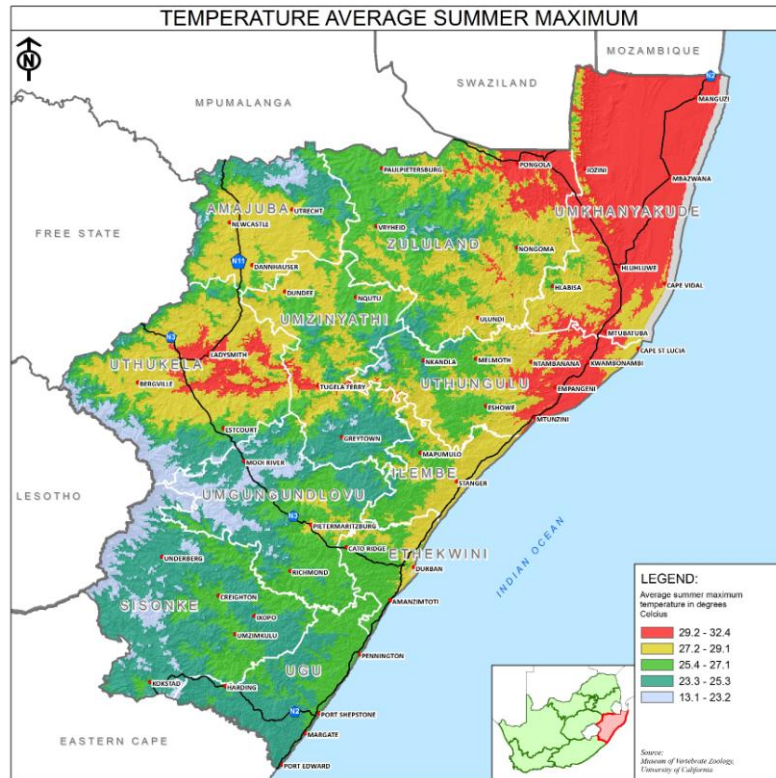 TEMPERATURE AVERAGE SUMMER MAXIMUM
N
MOZAMBIQUE
SWAZILAND
N2
MANGUZI
MPUMALANGA
PAULPIETERSBURG
PONGOLA
JOZINI
MBAZWANA
AMAJUBA
UTRECHT
UMKHANYAKUDE
NEWCASTLE
VRYHEID
FREE STATE
ZULULAND
NONGOMA
N11
DANNHAUSER
HLUHLUWE
DUNDEE
NQUTU
HLABISA
CAPE VIDAL
UMZINYATHI
ULUNDI
N3
MTUBATUBA
LADYSMITH
CAPE ST LUCIA
UTHUKELA
NKANDLA
MELMOTH
NTAMBANANA
KWAMBONAMBI
BERGVILLE
TUGELA FERRY
UTHUNGULU
EMPANGENI
ESHOWE
MTUNZINI
ESTCOURT
GREYTOWN
MAPUMULO
MOOI RIVER
ILEMBE
STANGER
LESOTHO
UMGUNGUNDLOVU
N3
PIETERMARITZBURG
CATO RIDGE
ETHEKWINI
INDIAN OCEAN
UNDERBERG
DURBAN
RICHMOND
SISONKE
CREIGHTON
AMANZIMTOTI
IXOPO
UMZIMKULU
PENNINGTON
UGU
KOKSTAD
HARDING
N2
PORT SHEPSTONE
MARGATE
EASTERN CAPE
PORT EDWARD
LEGEND:
Average summer maximum
temperature in degrees
Celcius
29.2 - 32.4
27.2 - 29.1
25.4 - 27.1
23.3 - 25.3
13.1 - 23.2
Source:
Museum of Vertebrate Zoology,
University of California